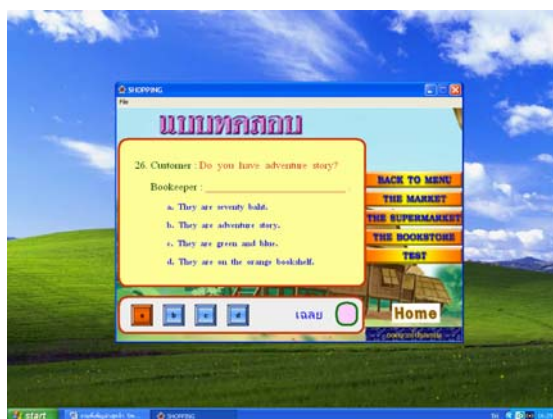 SHOPPING
File
แบบทดสอบ
26. Customer : Do you have adventure story?
Bookeeper :
a. They are seventy baht.
b. They are adventure story.
c. They are green and blue.
d. They are on the orange bookshelf.
BACK TO MENU
THE MARKET
THE SUPERMARKET
THE BOOKSTORE
TEST
a b c d เฉลย
Home
start
SHOPPING